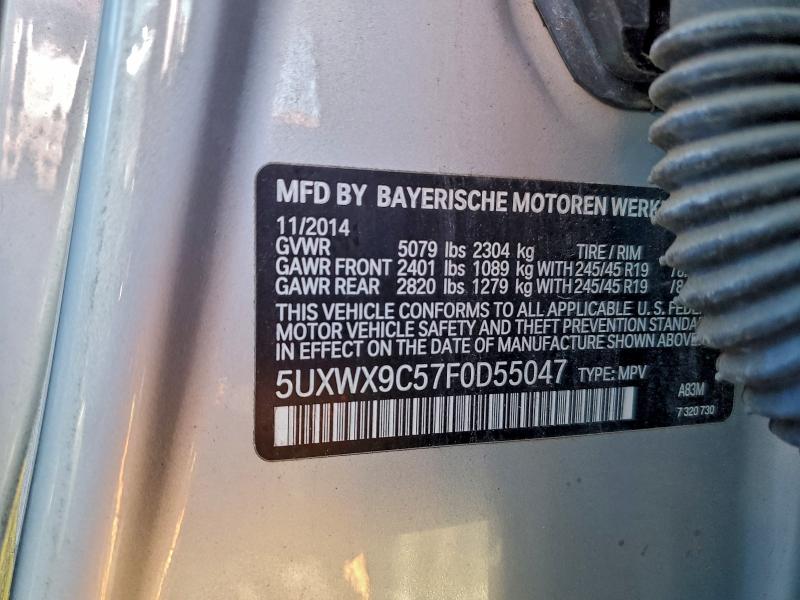 MFD BY BAYERISCHE MOTOREN
11/2014
GVWR 5079 lbs 2304 kg TIRE / RIM
GAWR FRONT 2401 lbs 1089 kg WITH 245/45 R19
GAWR REAR 2820 lbs 1279 kg WITH 245/45 R19
THIS VEHICLE CONFORMS TO ALL APPLICABLE U. S.
MOTOR VEHICLE SAFETY AND THEFT PREVENTION
IN EFFECT ON THE DATE OF MANUFACTURE SHOWN ABOVE
5UXWX9C57F0D55047 TYPE: MPV
A83M
7 320 730